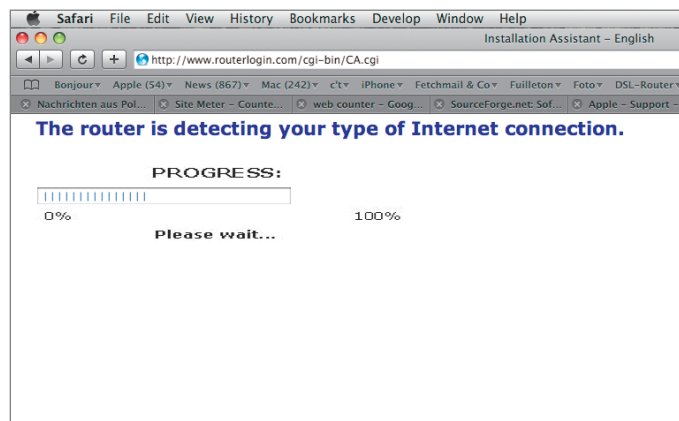 Safari File Edit View History Bookmarks Develop Window Help
Installation Assistant – English
http://www.routerlogin.com/cgi-bin/CA.cgi
Bonjour Apple (54) News (867) Mac (242) c't iPhone Fetchmail & Co Fuilleton Foto DSL-Router
Nachrichten aus Pol... Site Meter – Counte... web counter – Goog... SourceForge.net: Sof... Apple – Support –
The router is detecting your type of Internet connection.
PROGRESS:
0% 100%
Please wait...